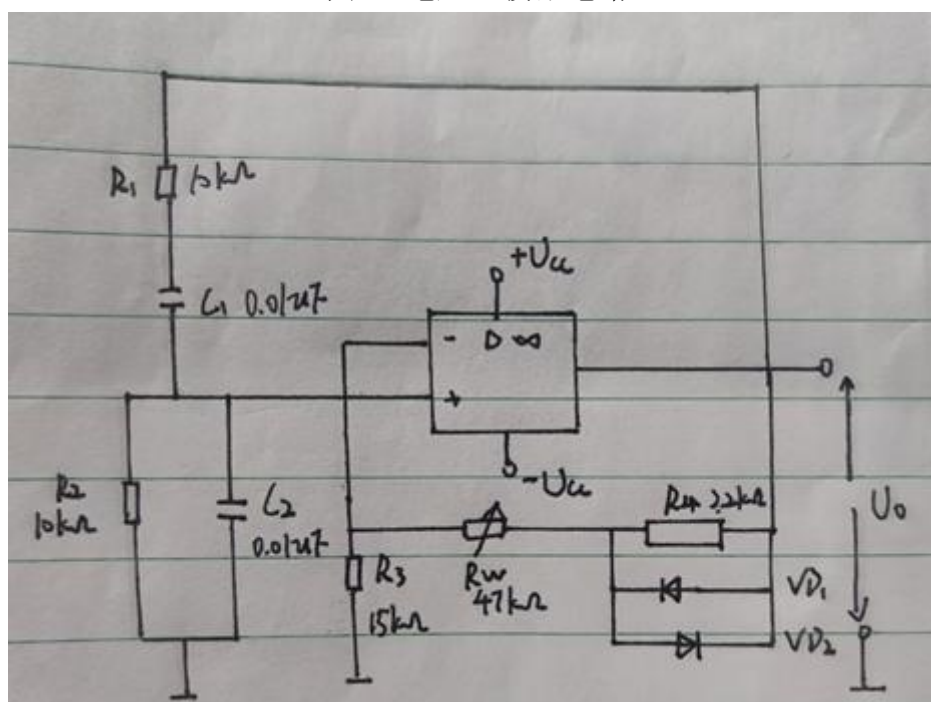 R1 10kΩ
C1 0.01uF
+Ucc
- ▷ ∞
+
-Ucc
R2
10kΩ
C2
0.01uF
R3
15kΩ
RW
47kΩ
R4 2.2kΩ
VD1
VD2
U0